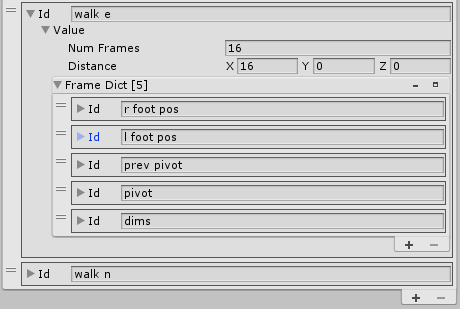 Id walk e
Value
Num Frames 16
Distance X 16 Y 0 Z 0
Frame Dict [5]
Id r foot pos
Id l foot pos
Id prev pivot
Id pivot
Id dims
Id walk n